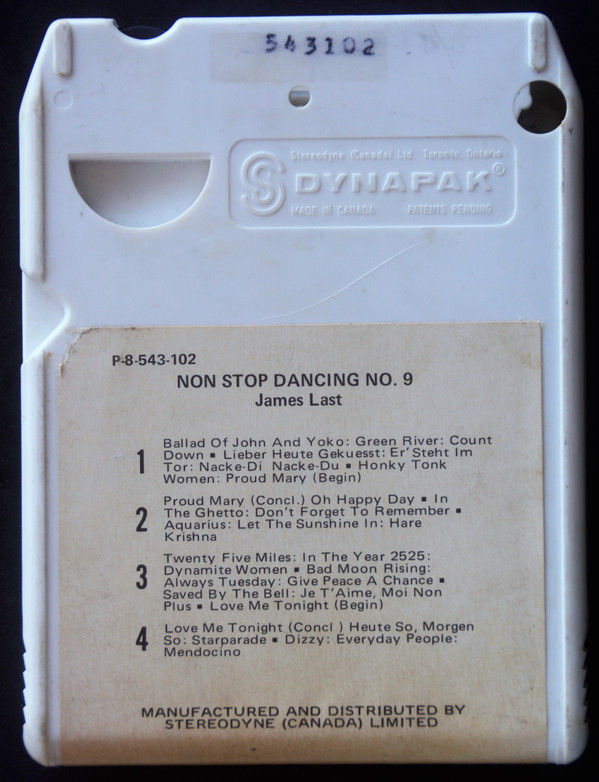 543102
Stereodyne (Canada) Ltd. Toronto, Ontario
S DYNAPAK®
MADE IN CANADA PATENTS PENDING
P-8-543-102
NON STOP DANCING NO. 9
James Last
1 Ballad Of John And Yoko: Green River: Count
Down ▪ Lieber Heute Gekuesst: Er'Steht Im
Tor: Nacke-Di Nacke-Du ▪ Honky Tonk
Women: Proud Mary (Begin)
2 Proud Mary (Concl.) Oh Happy Day ▪ In
The Ghetto: Don't Forget To Remember ▪
Aquarius: Let The Sunshine In: Hare
Krishna
3 Twenty Five Miles: In The Year 2525:
Dynamite Women ▪ Bad Moon Rising:
Always Tuesday: Give Peace A Chance ▪
Saved By The Bell: Je T'Aime, Moi Non
Plus ▪ Love Me Tonight (Begin)
4 Love Me Tonight (Concl ) Heute So, Morgen
So: Starparade ▪ Dizzy: Everyday People:
Mendocino
MANUFACTURED AND DISTRIBUTED BY
STEREODYNE (CANADA) LIMITED